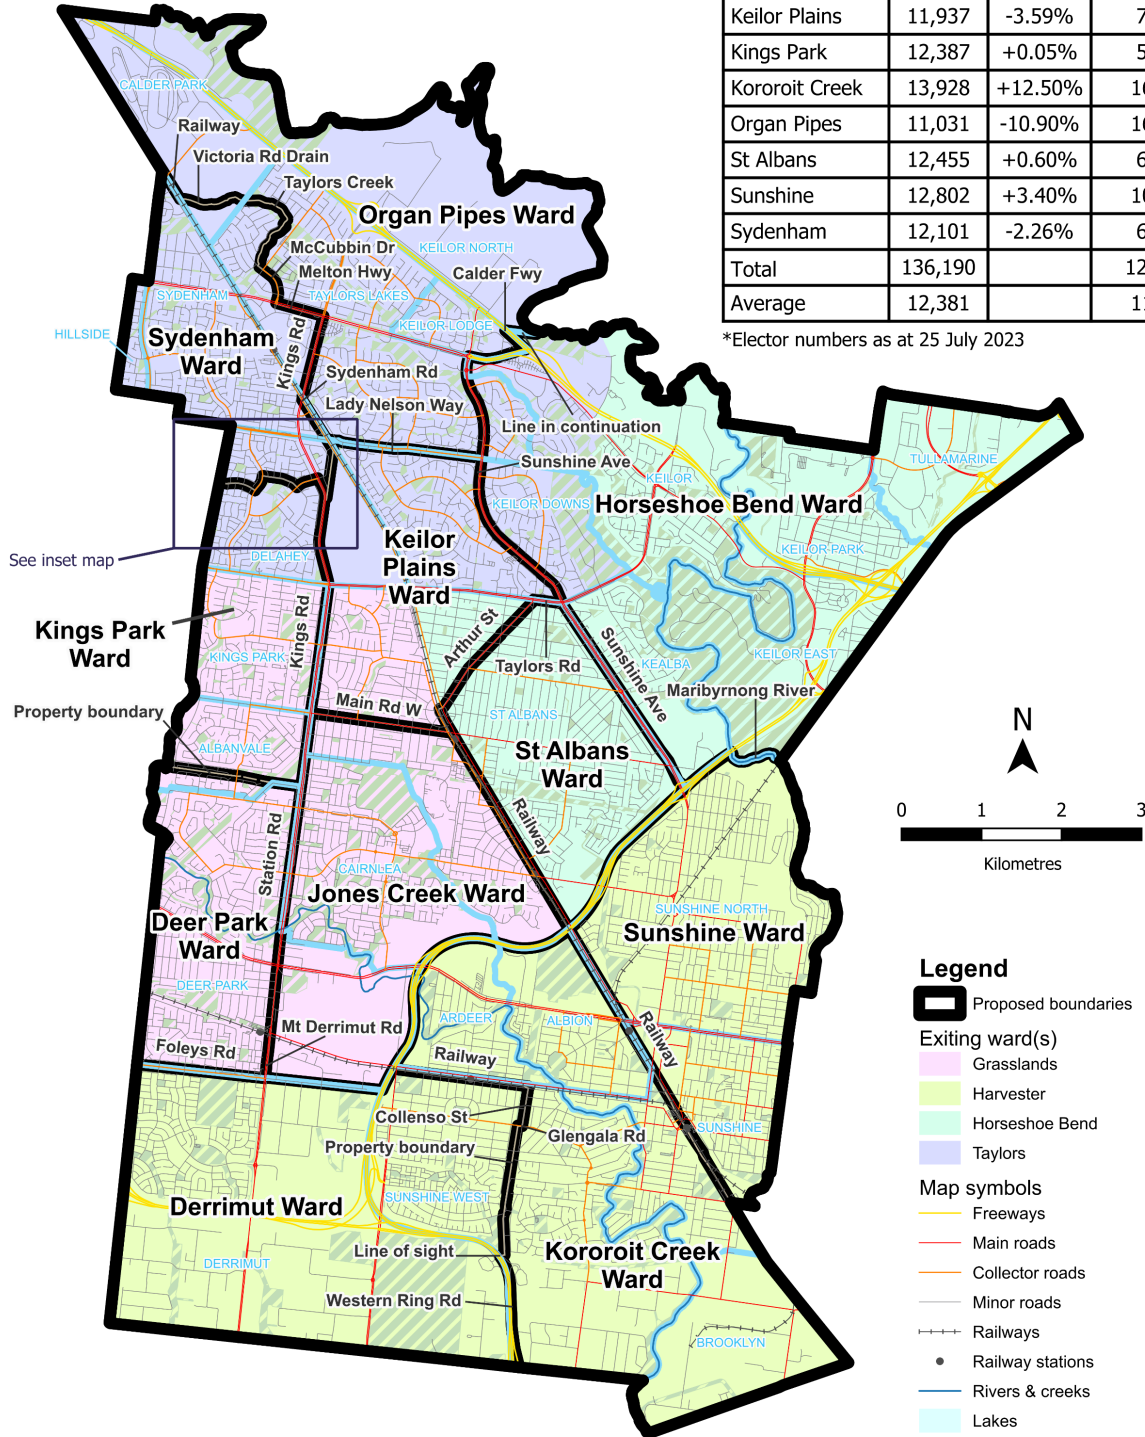 Keilor Plains 11,937 -3.59% 7
Kings Park 12,387 +0.05% 5
Kororoit Creek 13,928 +12.50% 16
Organ Pipes 11,031 -10.90% 16
St Albans 12,455 +0.60% 6
Sunshine 12,802 +3.40% 10
Sydenham 12,101 -2.26% 6
Total 136,190 12
Average 12,381 1
*Elector numbers as at 25 July 2023
CALDER PARK
Railway
Victoria Rd Drain
Taylors Creek
Organ Pipes Ward
McCubbin Dr
KEILOR NORTH
Melton Hwy
Calder Fwy
SYDENHAM
TAYLORS LAKES
KEILOR LODGE
HILLSIDE
Sydenham
Ward
Kings Rd
Sydenham Rd
Lady Nelson Way
Line in continuation
Sunshine Ave
TULLAMARINE
KEILOR
KEILOR DOWNS
Horseshoe Bend Ward
See inset map
DELAHEY
Keilor
Plains
Ward
KEILOR PARK
Kings Park
Ward
Kings Rd
KINGS PARK
Arthur St
Taylors Rd
Sunshine Ave
KEALBA
KEILOR EAST
Maribyrnong River
Property boundary
Main Rd W
ST ALBANS
ALBANVALE
St Albans
Ward
N
0 1 2 3
Kilometres
Railway
Station Rd
CAIRNLEA
Jones Creek Ward
Deer Park
Ward
SUNSHINE NORTH
Sunshine Ward
DEER PARK
Mt Derrimut Rd
ARDEER
ALBION
Railway
Foleys Rd
Railway
Collenso St
Glengala Rd
SUNSHINE
Property boundary
Derrimut Ward
SUNSHINE WEST
Line of sight
Kororoit Creek
Ward
DERRIMUT
Western Ring Rd
BROOKLYN
Legend
Proposed boundaries
Exiting ward(s)
Grasslands
Harvester
Horseshoe Bend
Taylors
Map symbols
Freeways
Main roads
Collector roads
Minor roads
Railways
Railway stations
Rivers & creeks
Lakes